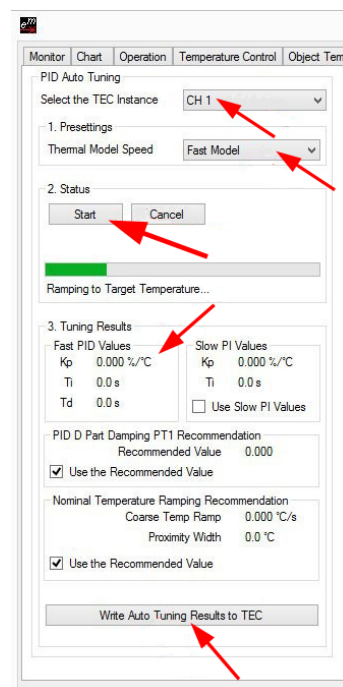 em
Monitor Chart Operation Temperature Control Object Tem
PID Auto Tuning
Select the TEC Instance CH 1
1. Presettings
Thermal Model Speed Fast Model
2. Status
Start Cancel
Ramping to Target Temperature...
3. Tuning Results
Fast PID Values Slow PI Values
Kp 0.000 %/°C Kp 0.000 %/°C
Ti 0.0 s Ti 0.0 s
Td 0.0 s Use Slow PI Values
PID D Part Damping PT1 Recommendation
Recommended Value 0.000
Use the Recommended Value
Nominal Temperature Ramping Recommendation
Coarse Temp Ramp 0.000 °C/s
Proximity Width 0.0 °C
Use the Recommended Value
Write Auto Tuning Results to TEC